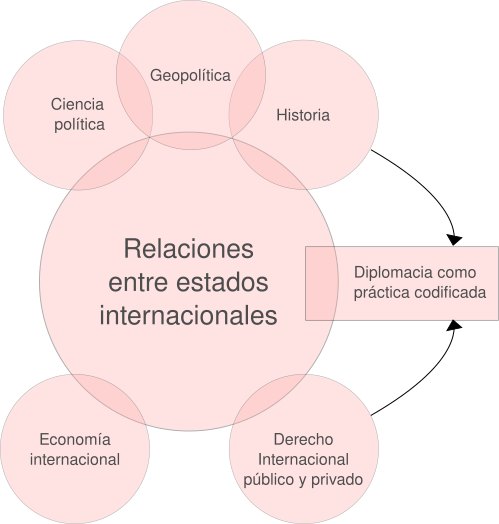 Geopolítica
Ciencia
política
Historia
Relaciones
entre estados
internacionales
Diplomacia como
práctica codificada
Economía
internacional
Derecho
Internacional
público y privado